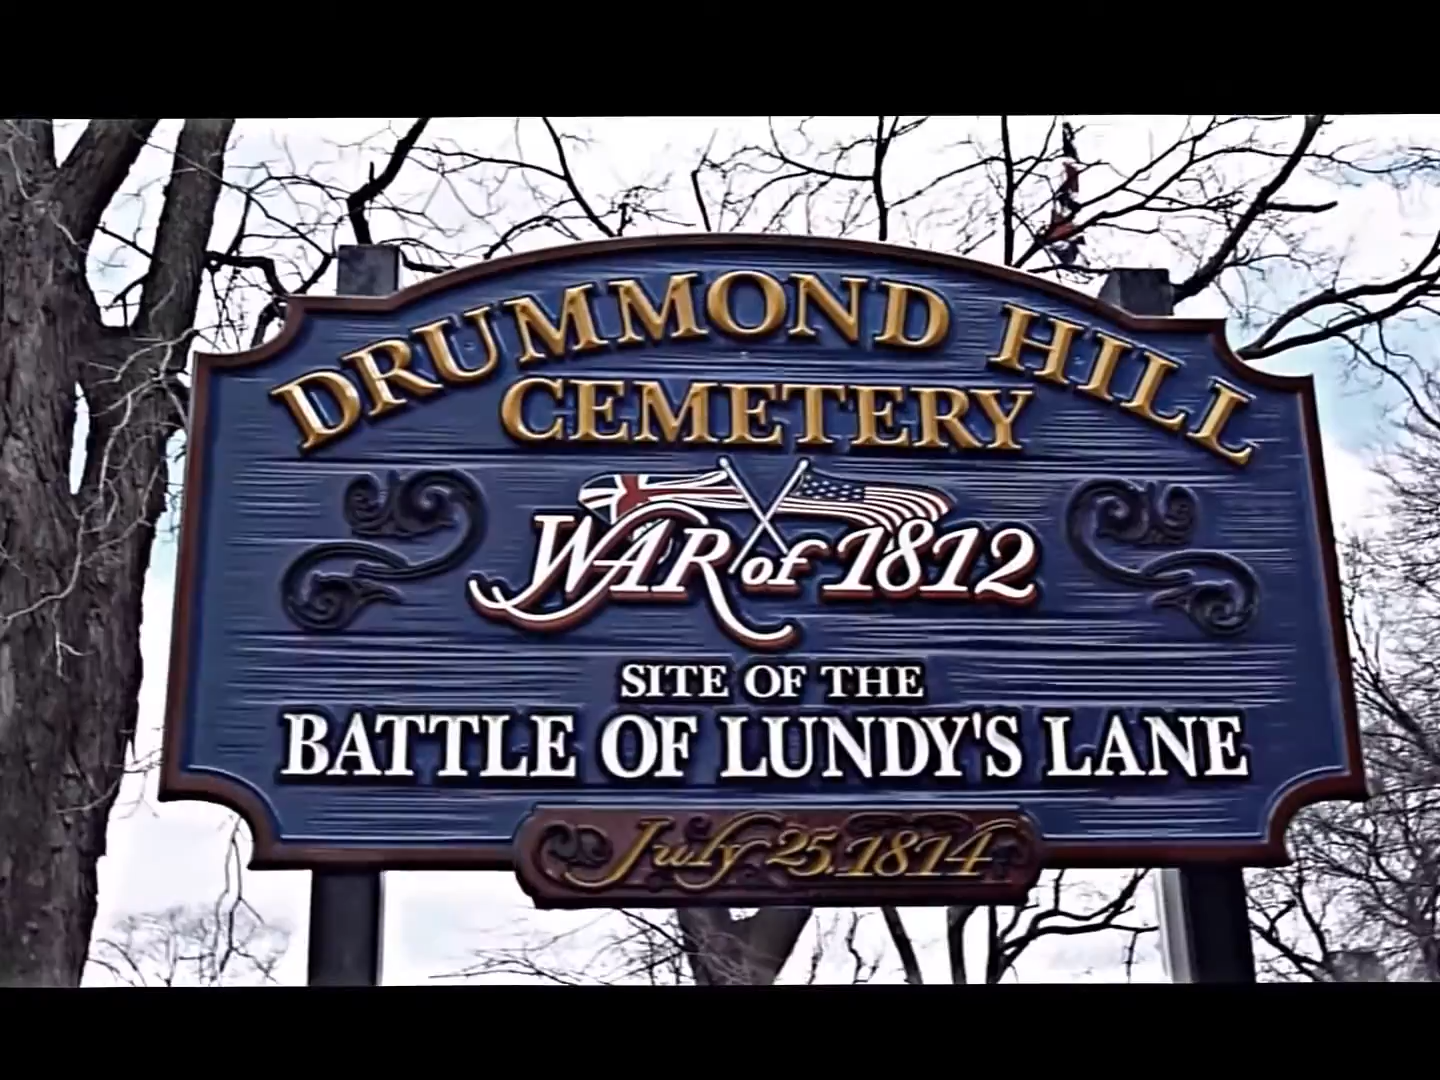 DRUMMOND HILL
CEMETERY
WAR of 1812
SITE OF THE
BATTLE OF LUNDY'S LANE
July 25, 1814